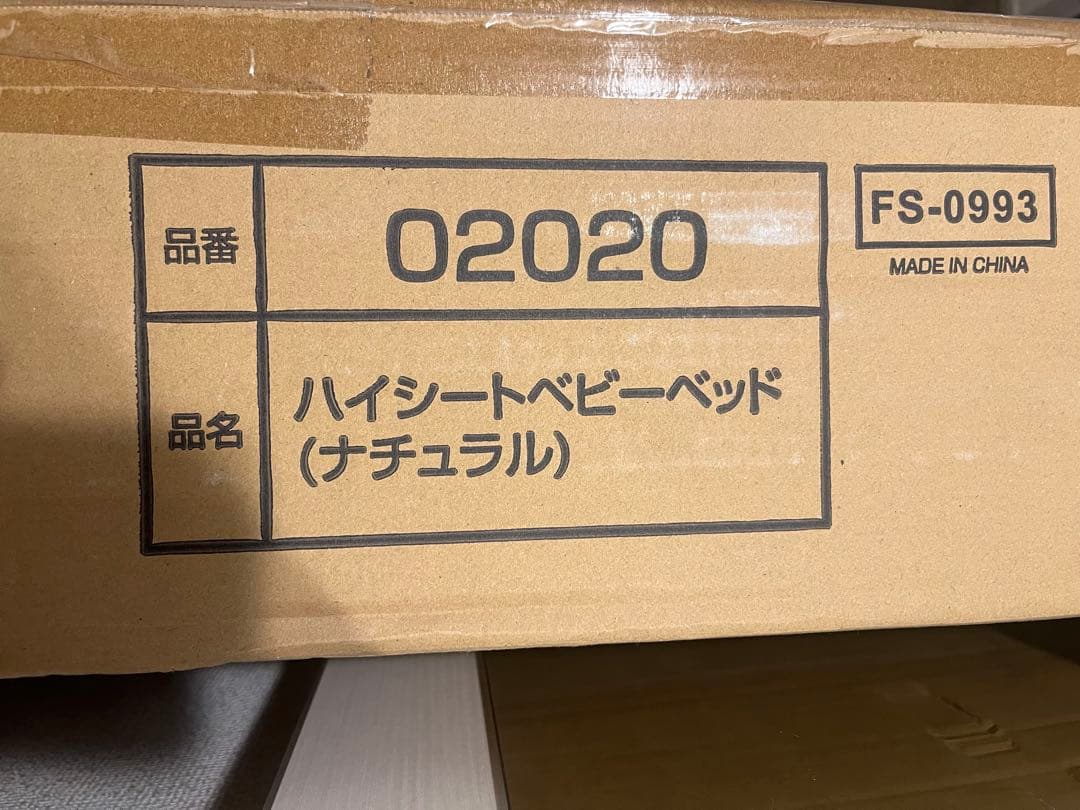 品番
02020
FS-0993
MADE IN CHINA
品名
ハイシートベビーベッド
(ナチュラル)